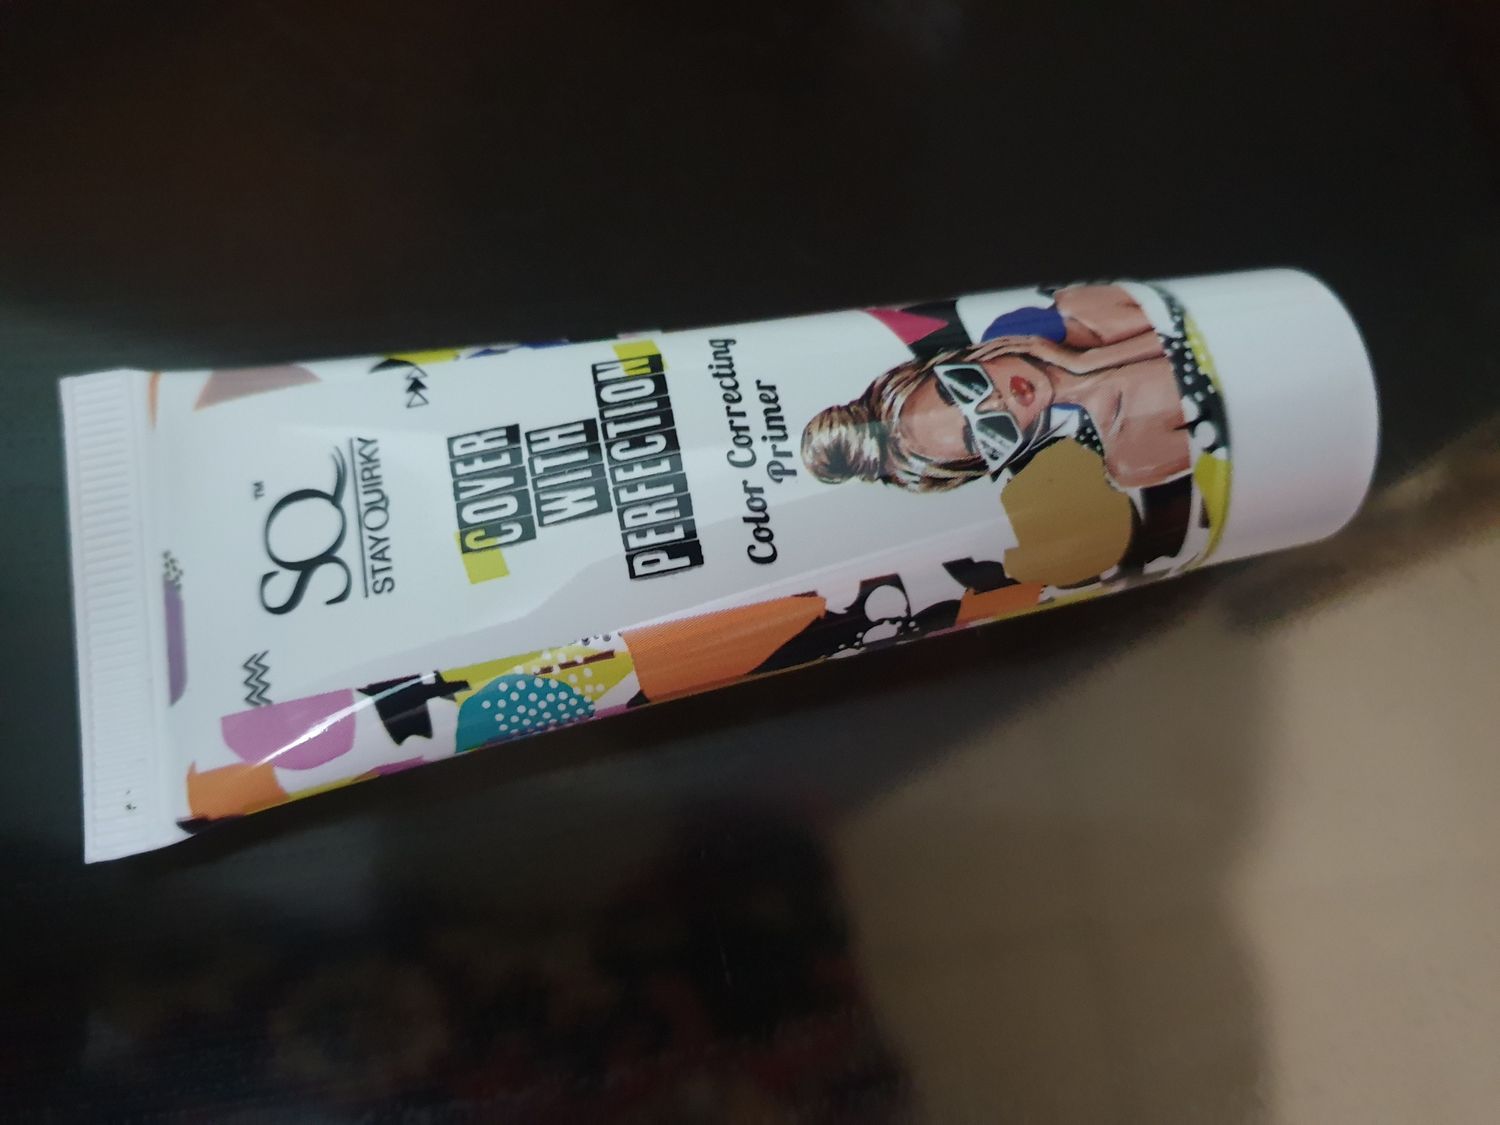 SQ™
STAYQUIRKY
COVER
WITH
PERFECTION
Color Correcting
Primer